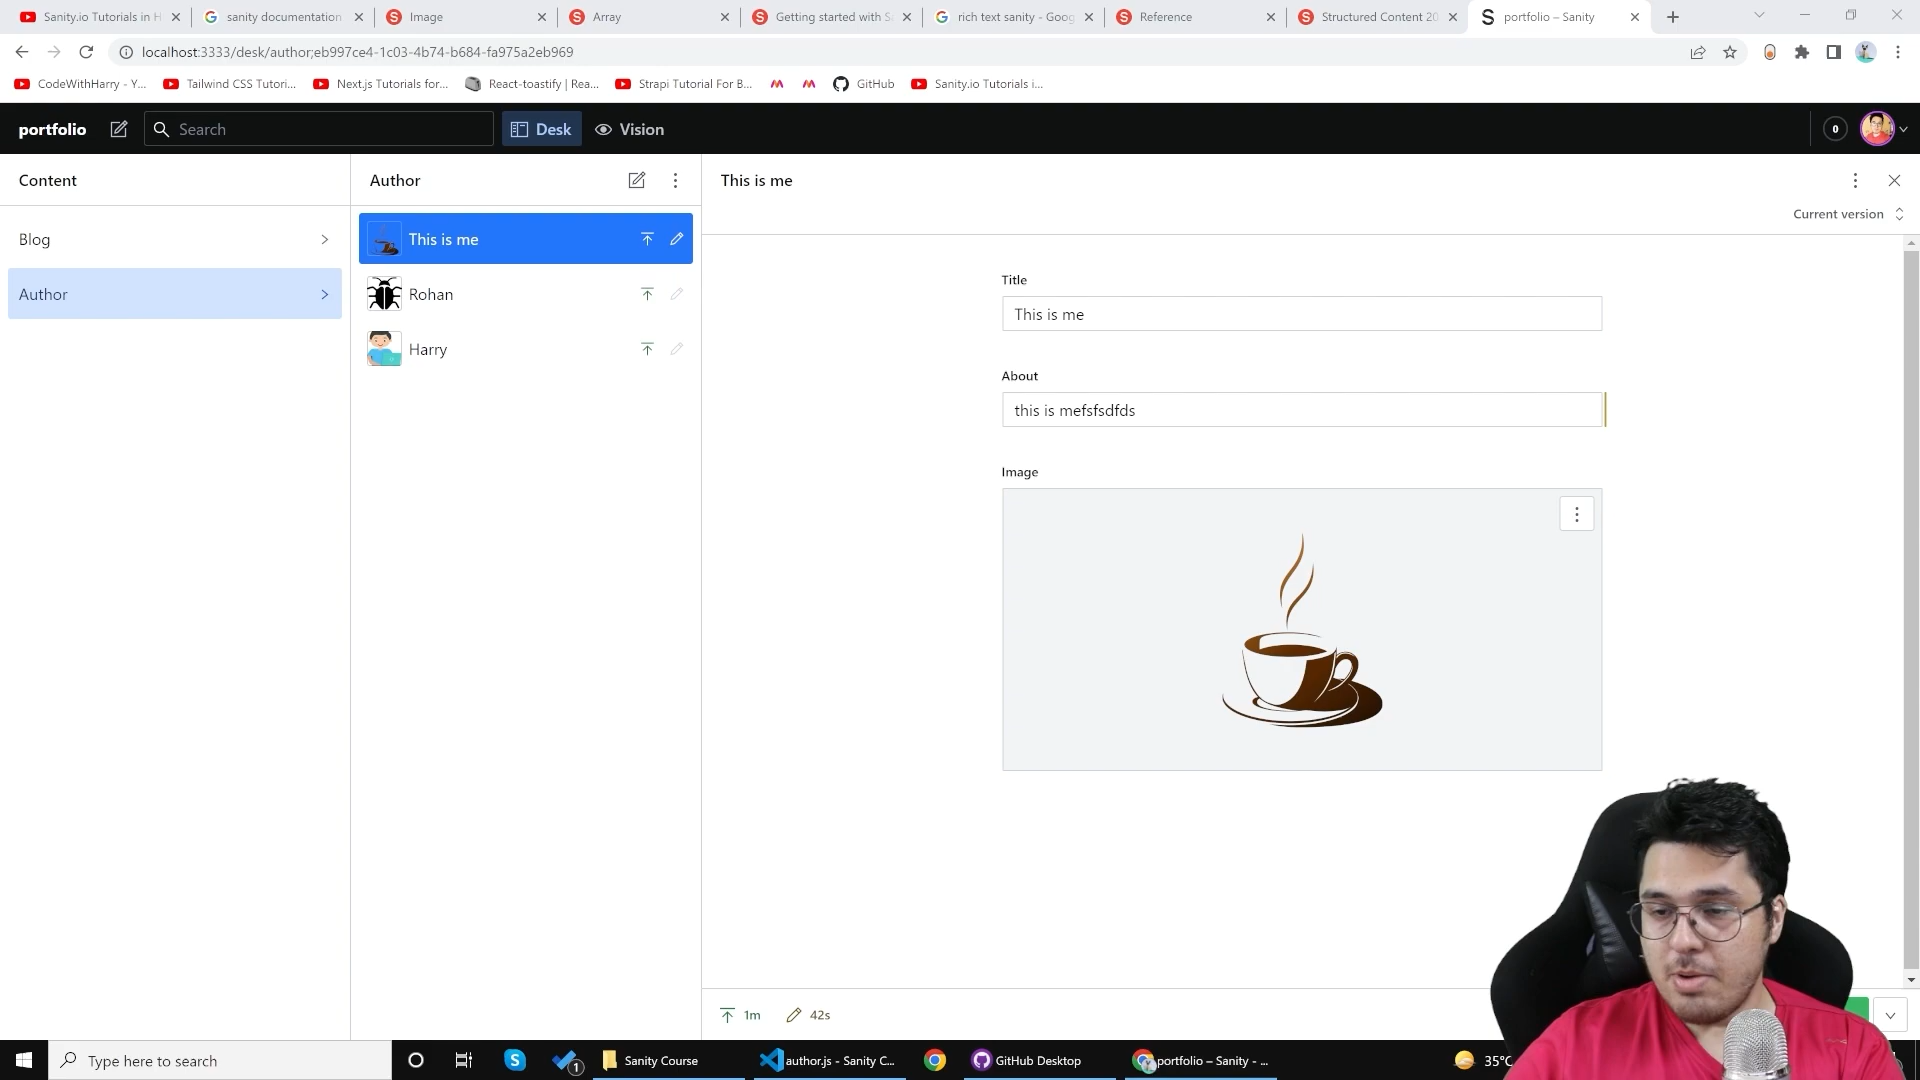 Sanity.io Tutorials in H
sanity documentation
Image
Array
Getting started with S
rich text sanity - Goog
Reference
Structured Content 20
portfolio – Sanity
localhost:3333/desk/author;eb997ce4-1c03-4b74-b684-fa975a2eb969
CodeWithHarry - Y...
Tailwind CSS Tutori...
Next.js Tutorials for...
React-toastify | Rea...
Strapi Tutorial For B...
GitHub
Sanity.io Tutorials i...
portfolio
Search
Desk
Vision
0
Content
Author
This is me
Current version
Blog
Author
This is me
Rohan
Harry
Title
This is me
About
this is mefsfsdfds
Image
1m
42s
Type here to search
1
Sanity Course
author.js - Sanity C...
GitHub Desktop
portfolio – Sanity - ...
35°C